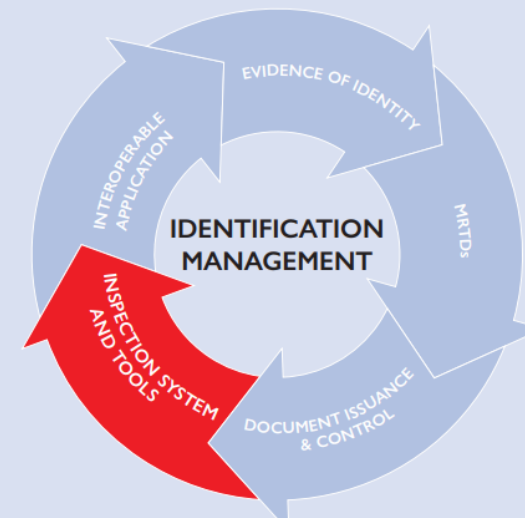 EVIDENCE OF IDENTITY
MRTDs
DOCUMENT ISSUANCE
& CONTROL
INSPECTION SYSTEM
AND TOOLS
INTEROPERABLE
APPLICATION
IDENTIFICATION
MANAGEMENT